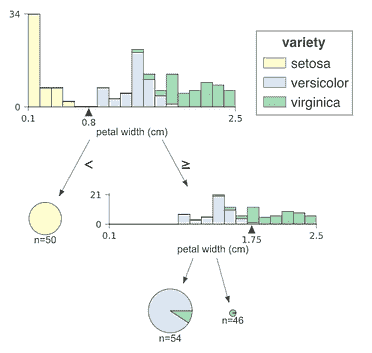 34
0
0.1
0.8
2.5
petal width (cm)
variety
setosa
versicolor
virginica
<
≥
n=50
21
0
0.1
1.75
2.5
petal width (cm)
n=54
n=46